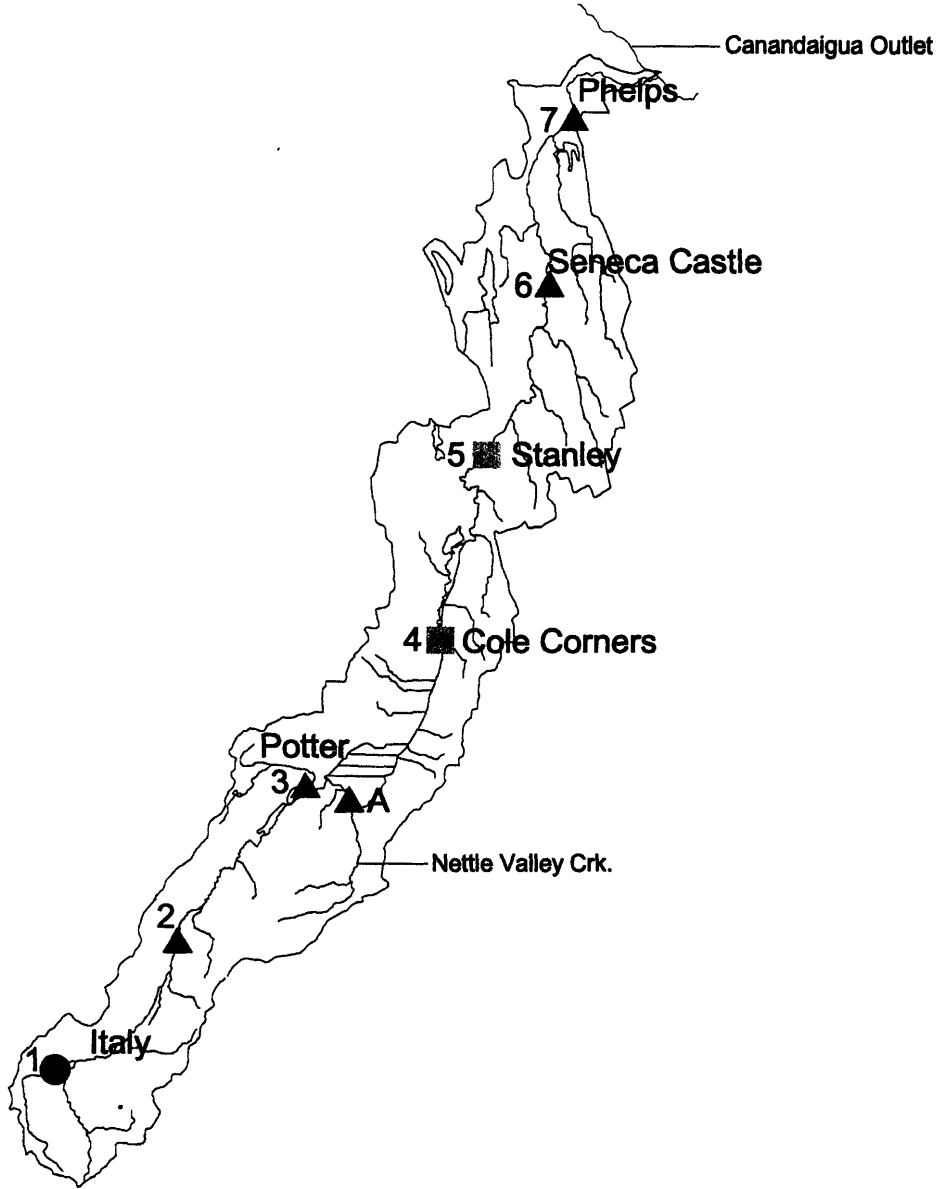 Canandaigua Outlet
Phelps
7
Seneca Castle
6
5 Stanley
4 Cole Corners
Potter
3
A
Nettle Valley Crk.
2
Italy
1